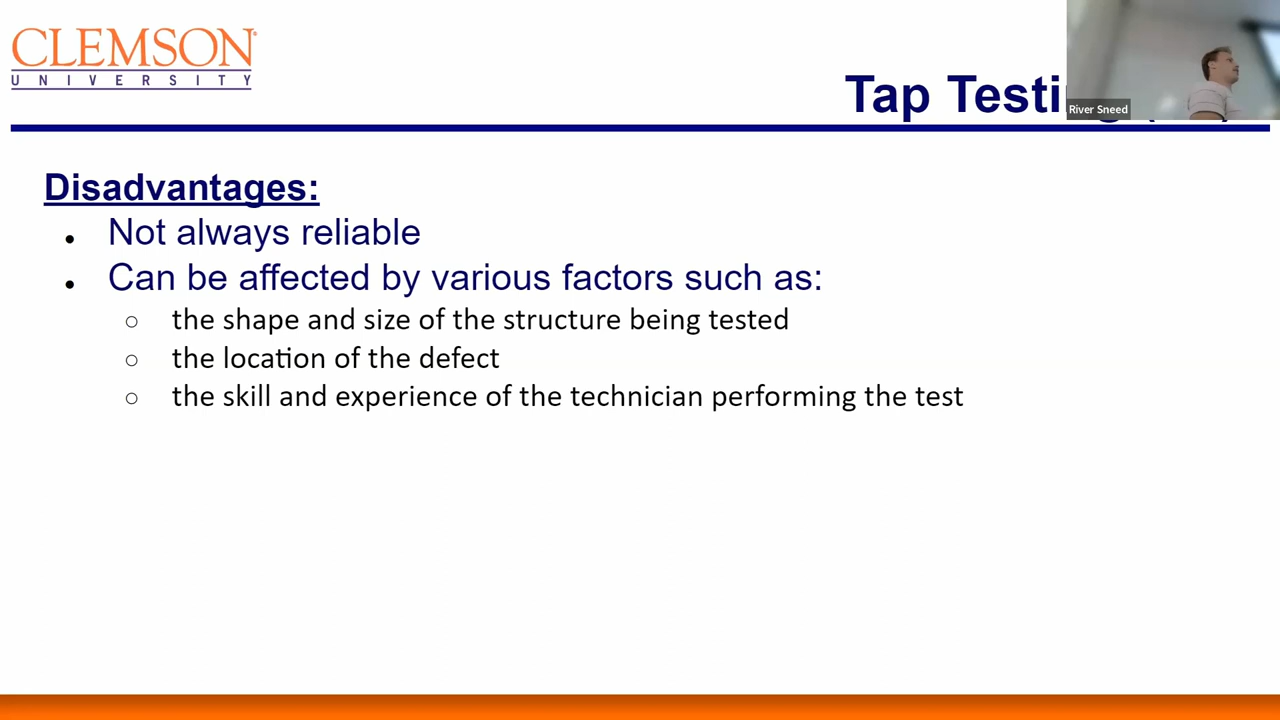 CLEMSON
UNIVERSITY
Tap
River Sneed
Disadvantages:
• Not always reliable
• Can be affected by various factors such as:
○ the shape and size of the structure being tested
○ the location of the defect
○ the skill and experience of the technician performing the test